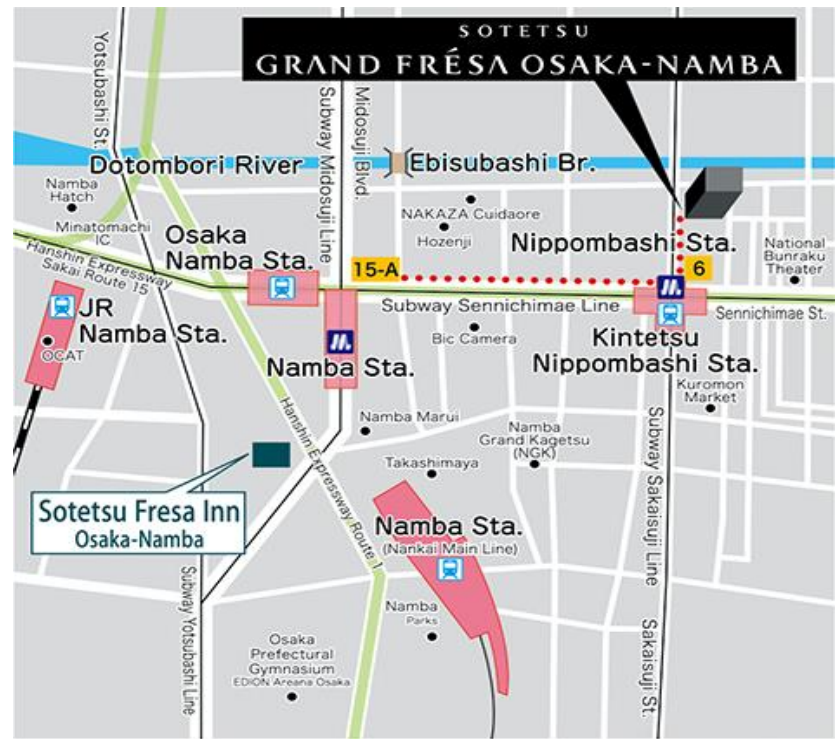 SOTETSU
GRAND FRÉSA OSAKA-NAMBA
Yotsubashi St.
Subway Midosuji Line
Midosuji Blvd.
Dotombori River
Ebisubashi Br.
Namba
Hatch
NAKAZA Cuidaore
Hozenji
Minatomachi
IC
Osaka
Namba Sta.
Nippombashi Sta.
National
Bunraku
Theater
15-A
6
Hanshin Expressway
Sakai Route 15
Subway Sennichimae Line
Sennichimae St.
JR
Namba Sta.
OCAT
Bic Camera
Kintetsu
Nippombashi Sta.
Namba Sta.
Kuromon
Market
Hanshin Expressway Route 1
Namba Marui
Namba
Grand Kagetsu
(NGK)
Takashimaya
Subway Sakaisuji Line
Sotetsu Fresa Inn
Osaka-Namba
Namba Sta.
(Nankai Main Line)
Subway Yotsubashi Line
Namba
Parks
Sakaisuji St.
Osaka
Prefectural
Gymnasium
EDION Areana Osaka